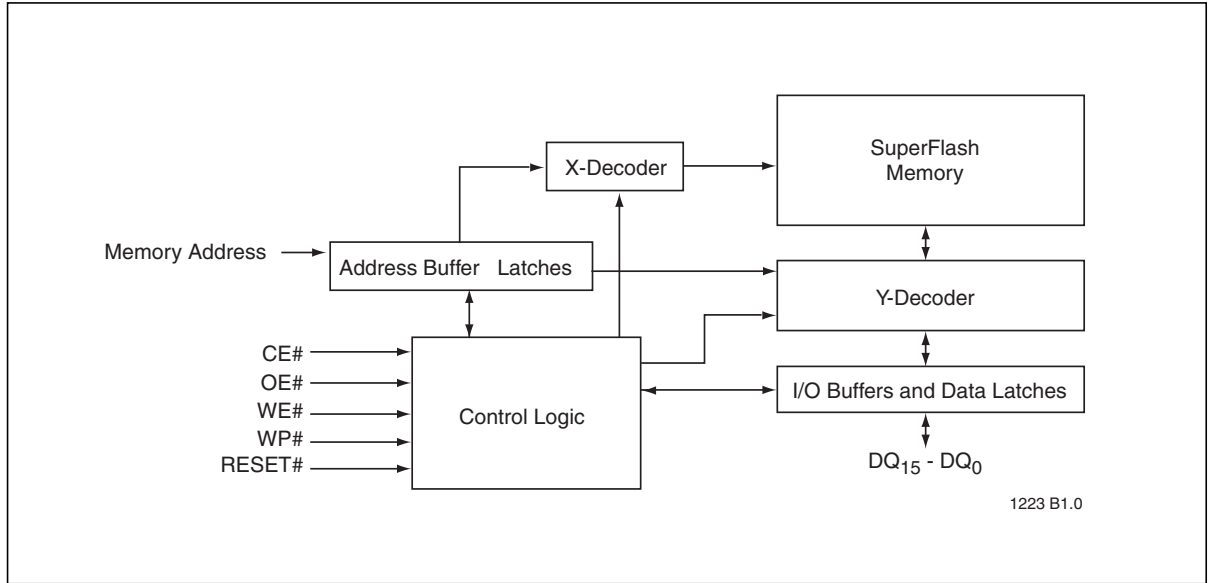 SuperFlash
Memory
X-Decoder
Memory Address
Address Buffer Latches
Y-Decoder
CE#
OE#
WE#
WP#
RESET#
Control Logic
I/O Buffers and Data Latches
DQ15 - DQ0
1223 B1.0